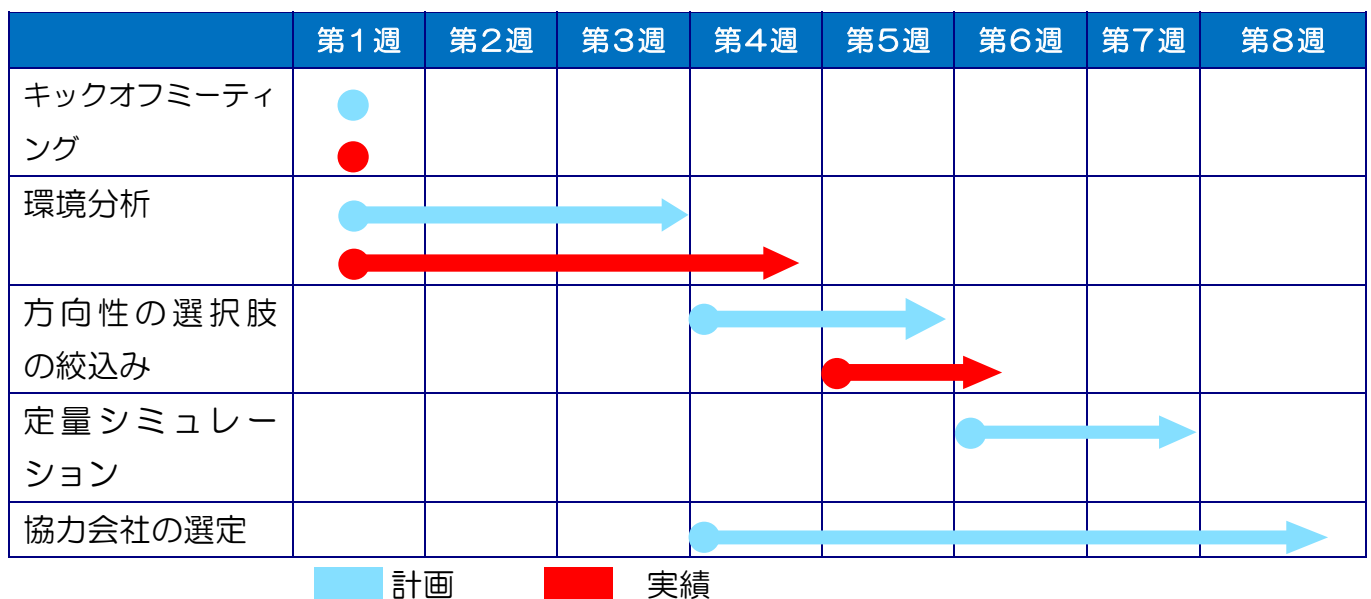 第1週 第2週 第3週 第4週 第5週 第6週 第7週 第8週
キックオフミーティ
ング
環境分析
方向性の選択肢
の絞込み
定量シミュレー
ション
協力会社の選定
計画 実績